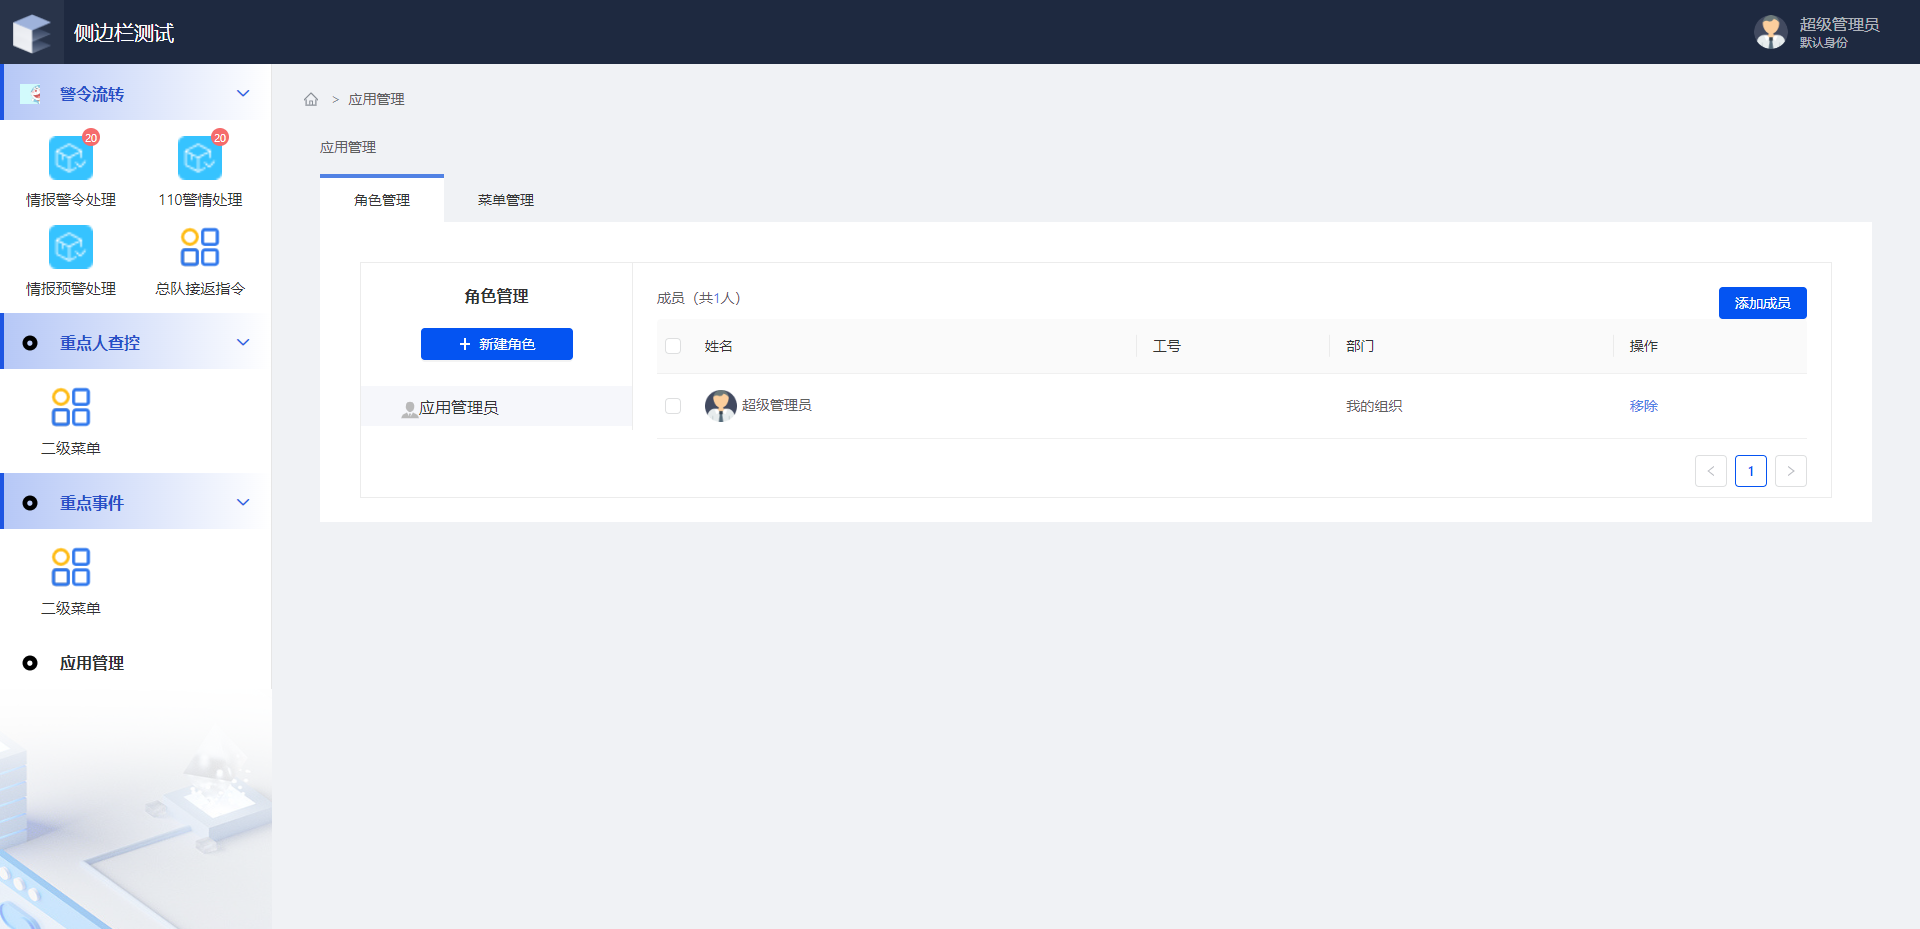 侧边栏测试
超级管理员
默认身份
警令流转
20
20
情报警令处理
110警情处理
情报预警处理
总队接返指令
重点人查控
二级菜单
重点事件
二级菜单
应用管理
> 应用管理
应用管理
角色管理
菜单管理
角色管理
+ 新建角色
应用管理员
成员（共1人）
添加成员
姓名 工号 部门 操作
超级管理员 我的组织 移除
< 1 >